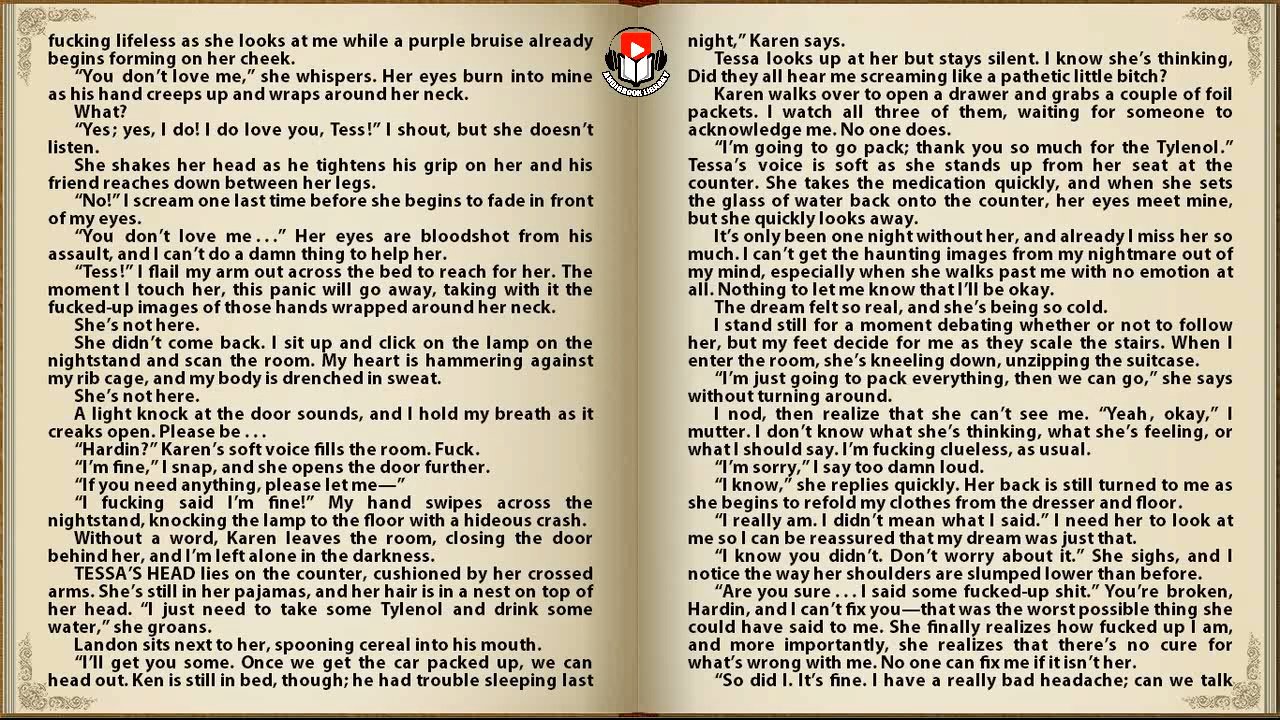 fucking lifeless as she looks at me while a purple bruise already
begins forming on her cheek.
“You don’t love me,” she whispers. Her eyes burn into mine
as his hand creeps up and wraps around her neck.
What?
“Yes; yes, I do! I do love you, Tess!” I shout, but she doesn’t
listen.
She shakes her head as he tightens his grip on her and his
friend reaches down between her legs.
“No!” I scream one last time before she begins to fade in front
of my eyes.
“You don’t love me . . .” Her eyes are bloodshot from his
assault, and I can’t do a damn thing to help her.
“Tess!” I flail my arm out across the bed to reach for her. The
moment I touch her, this panic will go away, taking with it the
fucked-up images of those hands wrapped around her neck.
She’s not here.
She didn’t come back. I sit up and click on the lamp on the
nightstand and scan the room. My heart is hammering against
my rib cage, and my body is drenched in sweat.
She’s not here.
A light knock at the door sounds, and I hold my breath as it
creaks open. Please be . . .
“Hardin?” Karen’s soft voice fills the room. Fuck.
“I’m fine,” I snap, and she opens the door further.
“If you need anything, please let me—”
“I fucking said I’m fine!” My hand swipes across the
nightstand, knocking the lamp to the floor with a hideous crash.
Without a word, Karen leaves the room, closing the door
behind her, and I’m left alone in the darkness.
TESSA’S HEAD lies on the counter, cushioned by her crossed
arms. She’s still in her pajamas, and her hair is in a nest on top of
her head. “I just need to take some Tylenol and drink some
water,” she groans.
Landon sits next to her, spooning cereal into his mouth.
“I’ll get you some. Once we get the car packed up, we can
head out. Ken is still in bed, though; he had trouble sleeping last
AUDIOBOOK LIBRARY
night,” Karen says.
Tessa looks up at her but stays silent. I know she’s thinking,
Did they all hear me screaming like a pathetic little bitch?
Karen walks over to open a drawer and grabs a couple of foil
packets. I watch all three of them, waiting for someone to
acknowledge me. No one does.
“I’m going to go pack; thank you so much for the Tylenol.”
Tessa’s voice is soft as she stands up from her seat at the
counter. She takes the medication quickly, and when she sets
the glass of water back onto the counter, her eyes meet mine,
but she quickly looks away.
It’s only been one night without her, and already I miss her so
much. I can’t get the haunting images from my nightmare out of
my mind, especially when she walks past me with no emotion at
all. Nothing to let me know that I’ll be okay.
The dream felt so real, and she’s being so cold.
I stand still for a moment debating whether or not to follow
her, but my feet decide for me as they scale the stairs. When I
enter the room, she’s kneeling down, unzipping the suitcase.
“I’m just going to pack everything, then we can go,” she says
without turning around.
I nod, then realize that she can’t see me. “Yeah, okay,” I
mutter. I don’t know what she’s thinking, what she’s feeling, or
what I should say. I’m fucking clueless, as usual.
“I’m sorry,” I say too damn loud.
“I know,” she replies quickly. Her back is still turned to me as
she begins to refold my clothes from the dresser and floor.
“I really am. I didn’t mean what I said.” I need her to look at
me so I can be reassured that my dream was just that.
“I know you didn’t. Don’t worry about it.” She sighs, and I
notice the way her shoulders are slumped lower than before.
“Are you sure . . . I said some fucked-up shit.” You’re broken,
Hardin, and I can’t fix you—that was the worst possible thing she
could have said to me. She finally realizes how fucked up I am,
and more importantly, she realizes that there’s no cure for
what’s wrong with me. No one can fix me if it isn’t her.
“So did I. It’s fine. I have a really bad headache; can we talk